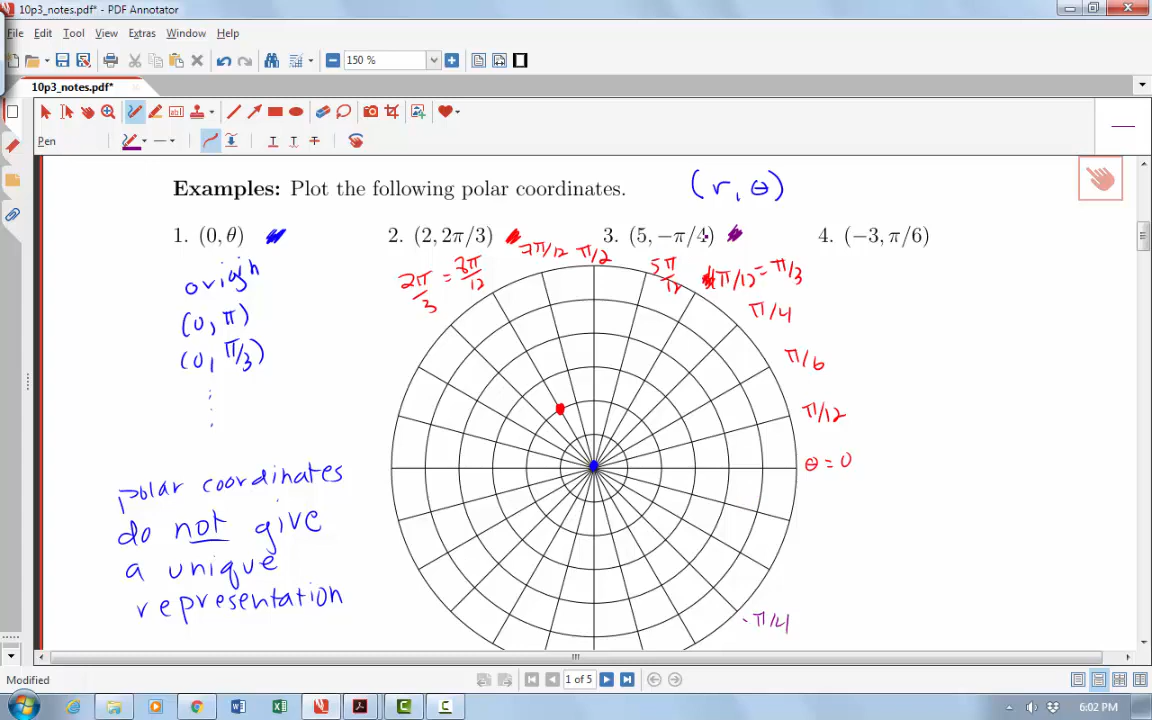 10p3_notes.pdf* - PDF Annotator
File Edit Tool View Extras Window Help
150 %
10p3_notes.pdf*
Pen
Examples: Plot the following polar coordinates. (r, θ)
1. (0, θ) 2. (2, 2π/3) 3. (5, −π/4) 4. (−3, π/6)
origin
(0, π)
(0, π/3)
2π/3 = 8π/12 7π/12 π/2 5π/12 4π/12 = π/3
π/4
π/6
π/12
θ = 0
polar coordinates
do not give
a unique
representation
-π/4
1 of 5
Modified
6:02 PM